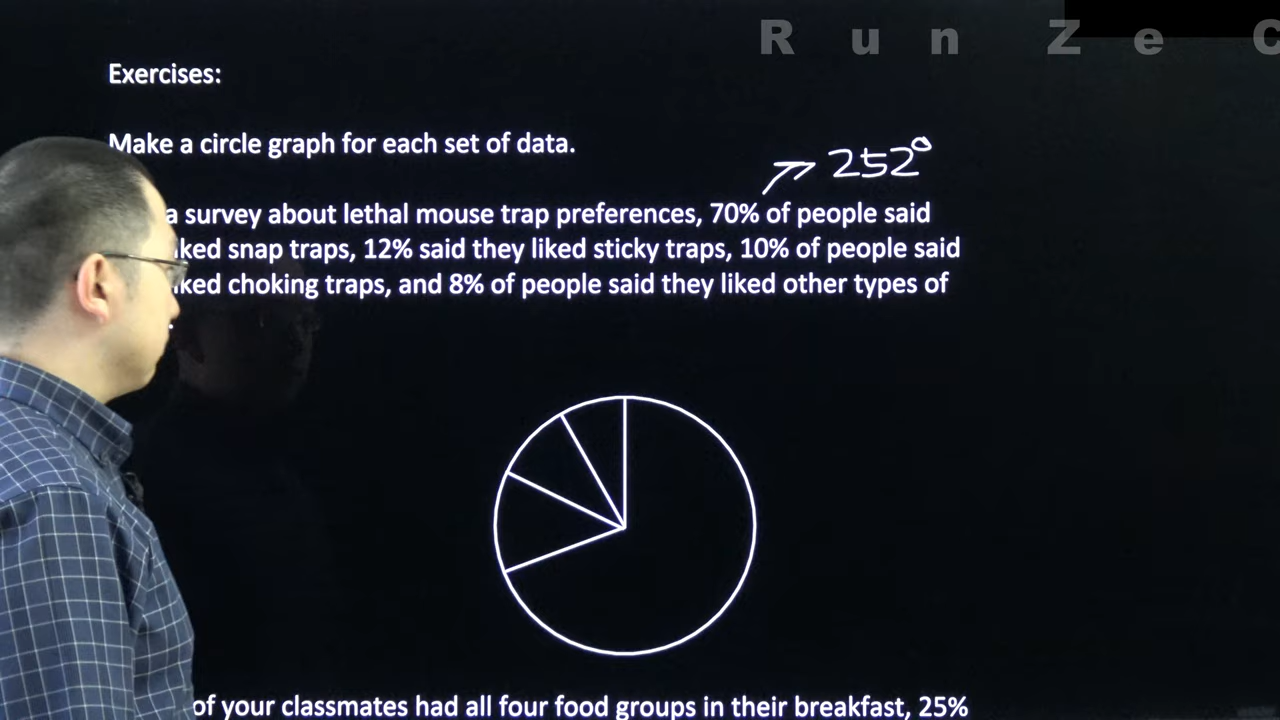 R u n Z e C
Exercises:
Make a circle graph for each set of data.
252°
a survey about lethal mouse trap preferences, 70% of people said
ked snap traps, 12% said they liked sticky traps, 10% of people said
ked choking traps, and 8% of people said they liked other types of
of your classmates had all four food groups in their breakfast, 25%